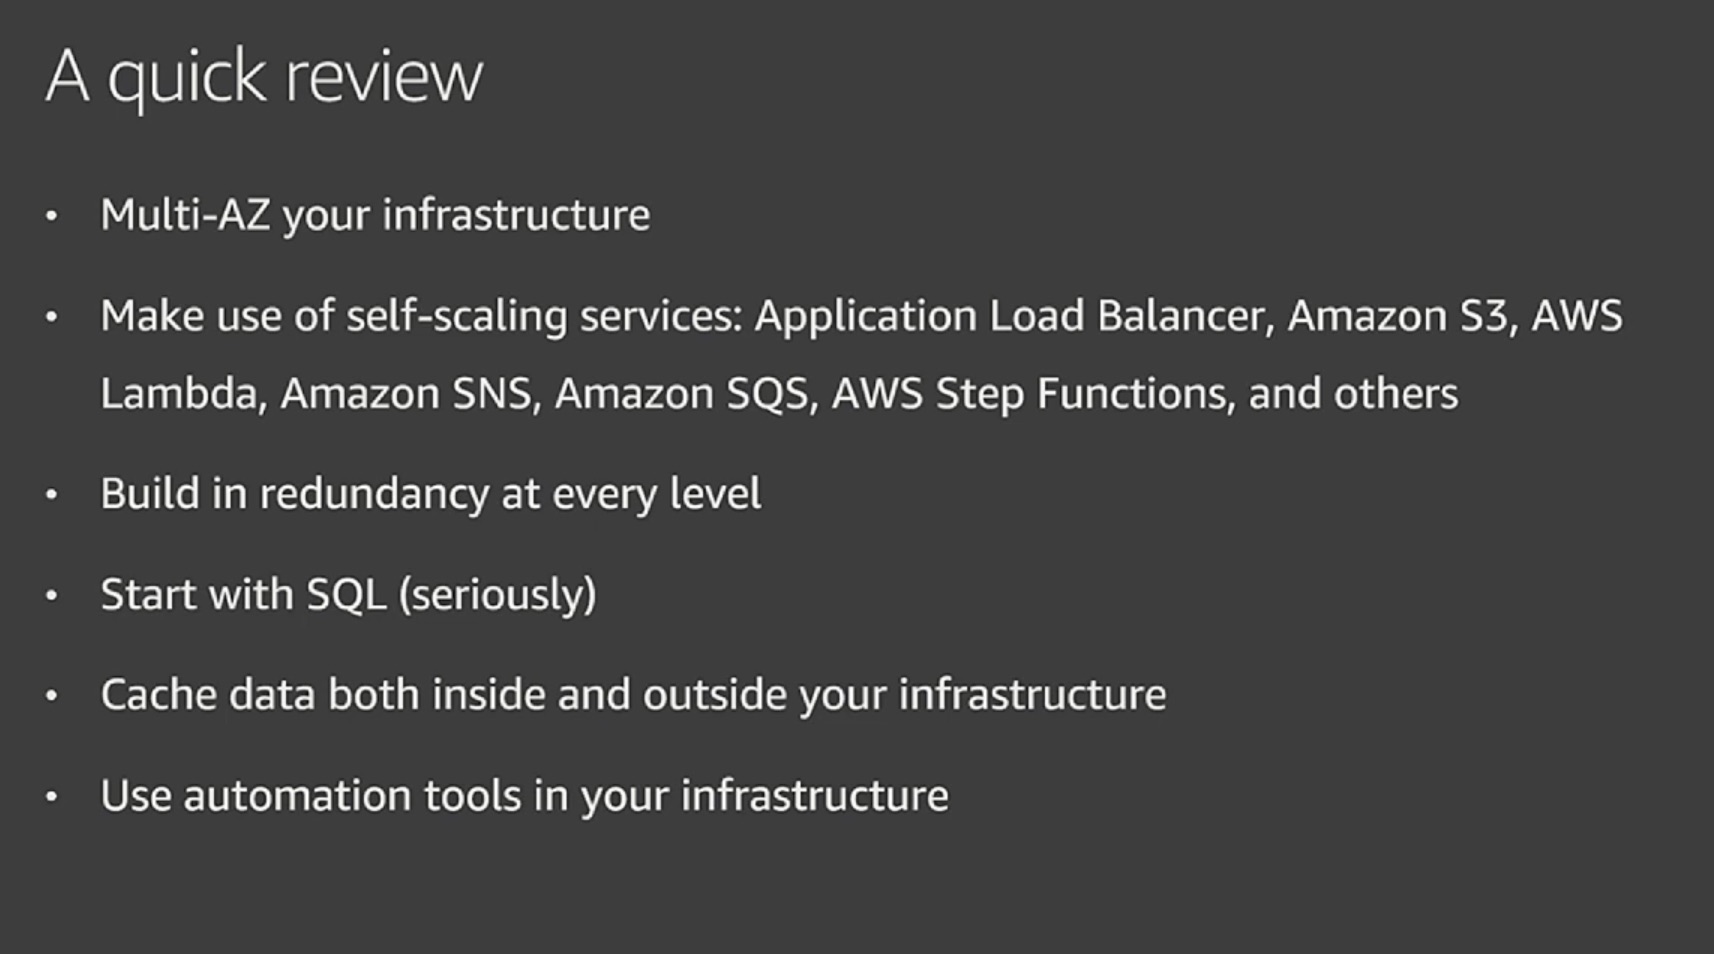 A quick review
• Multi-AZ your infrastructure
• Make use of self-scaling services: Application Load Balancer, Amazon S3, AWS
Lambda, Amazon SNS, Amazon SQS, AWS Step Functions, and others
• Build in redundancy at every level
• Start with SQL (seriously)
• Cache data both inside and outside your infrastructure
• Use automation tools in your infrastructure